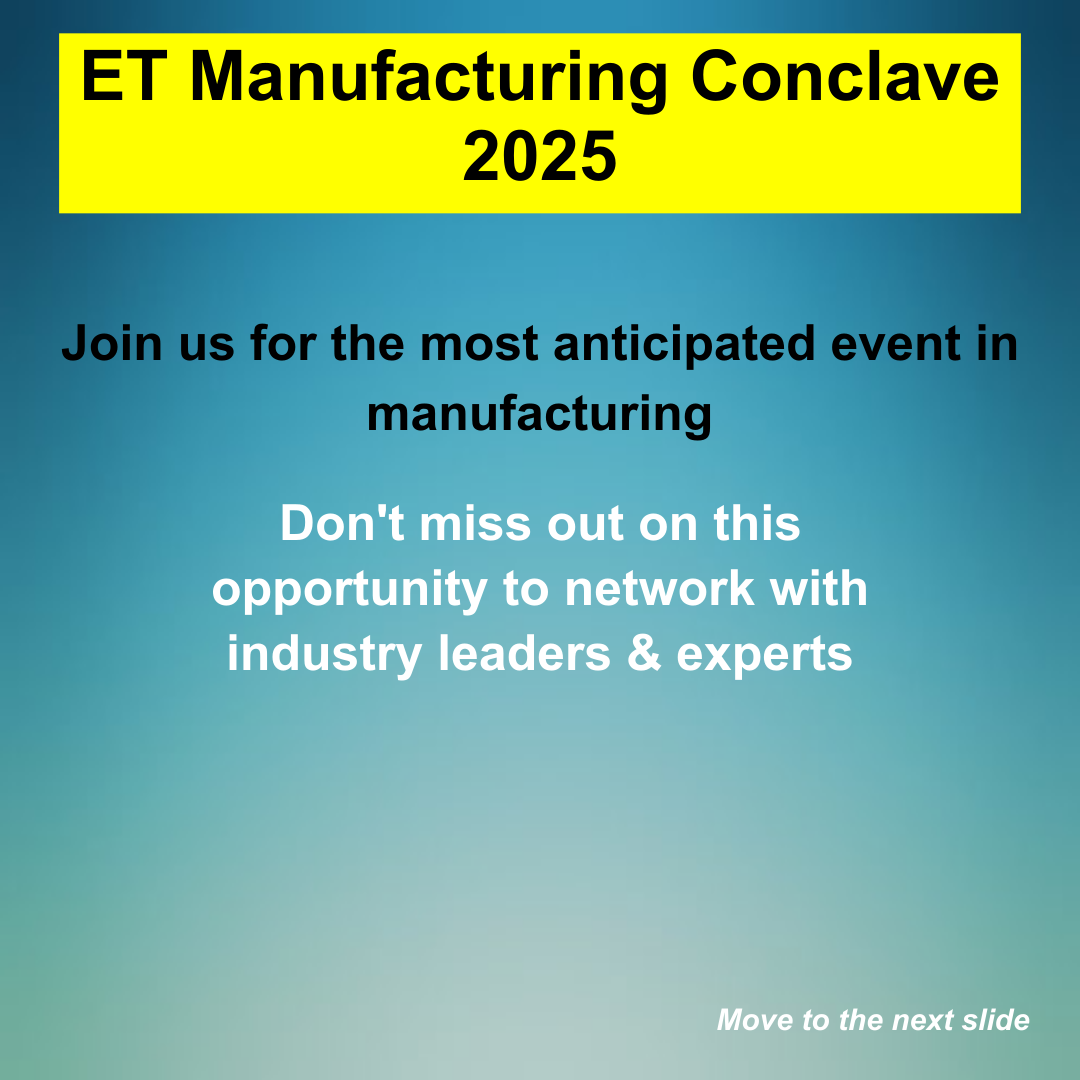 ET Manufacturing Conclave
2025
Join us for the most anticipated event in
manufacturing
Don't miss out on this
opportunity to network with
industry leaders & experts
Move to the next slide